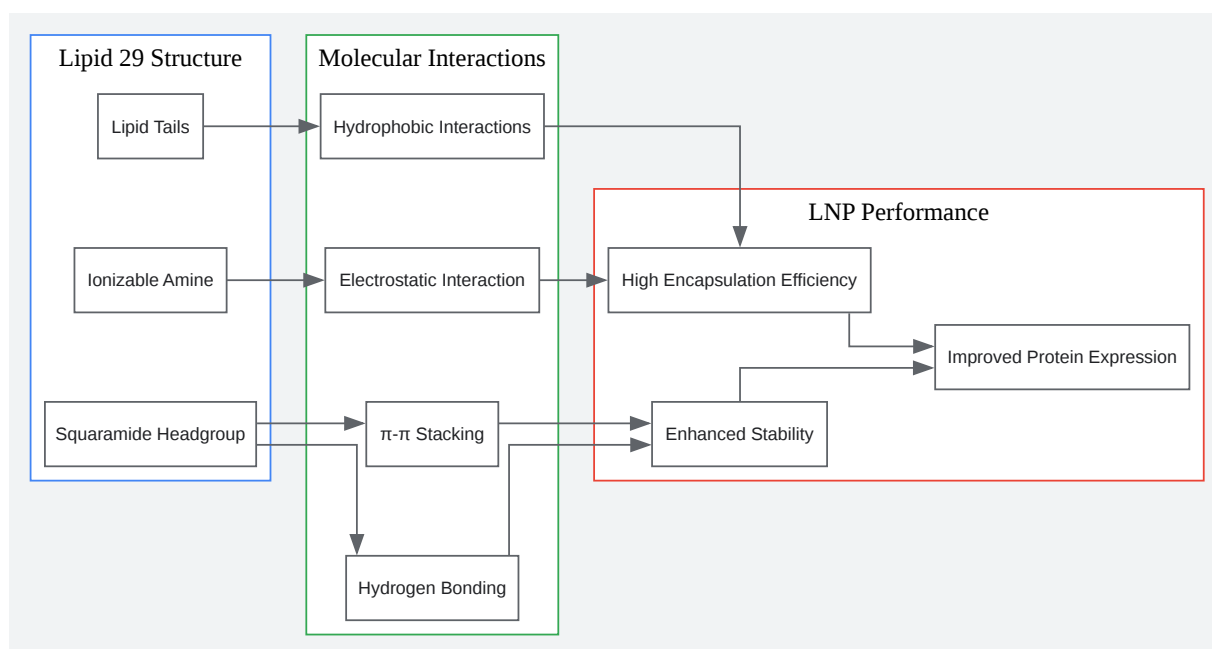 Lipid 29 Structure
Lipid Tails
Ionizable Amine
Squaramide Headgroup
Molecular Interactions
Hydrophobic Interactions
Electrostatic Interaction
π-π Stacking
Hydrogen Bonding
LNP Performance
High Encapsulation Efficiency
Improved Protein Expression
Enhanced Stability